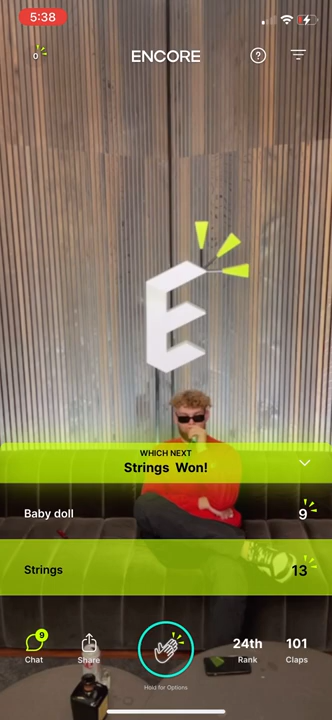 5:38
0
ENCORE
?
E
WHICH NEXT
Strings Won!
Baby doll
9
Strings
13
9
24th
101
Chat
Share
Rank
Claps
Hold for Options